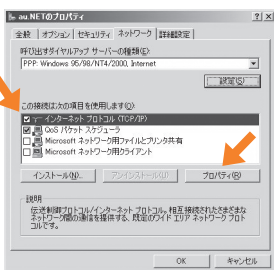 au.NETのプロパティ
全般 オプション セキュリティ ネットワーク 詳細設定
呼び出すダイヤルアップ サーバーの種類(E):
PPP: Windows 95/98/NT4/2000, Internet
設定(S)
この接続は次の項目を使用します(O):
インターネット プロトコル (TCP/IP)
QoS パケット スケジューラ
Microsoft ネットワーク用ファイルとプリンタ共有
Microsoft ネットワーク用クライアント
インストール(N)... アンインストール(U) プロパティ(R)
説明
伝送制御プロトコル/インターネット プロトコル。相互接続されたさまざまな
ネットワーク間の通信を提供する、既定のワイド エリア ネットワーク プロト
コルです。
OK キャンセル